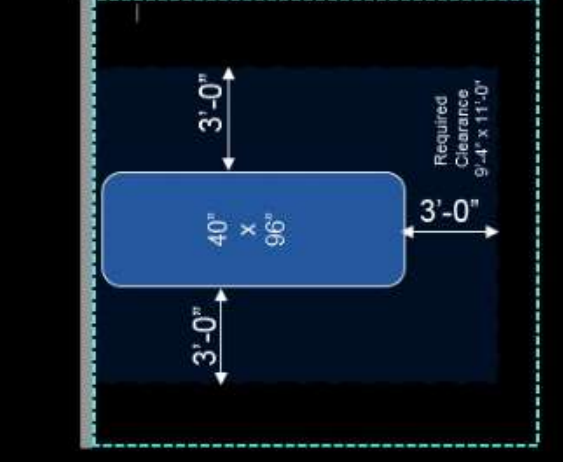 3'-0"
Required
Clearance
9'-4" x 11'-0"
3'-0"
40"
x
96"
3'-0"